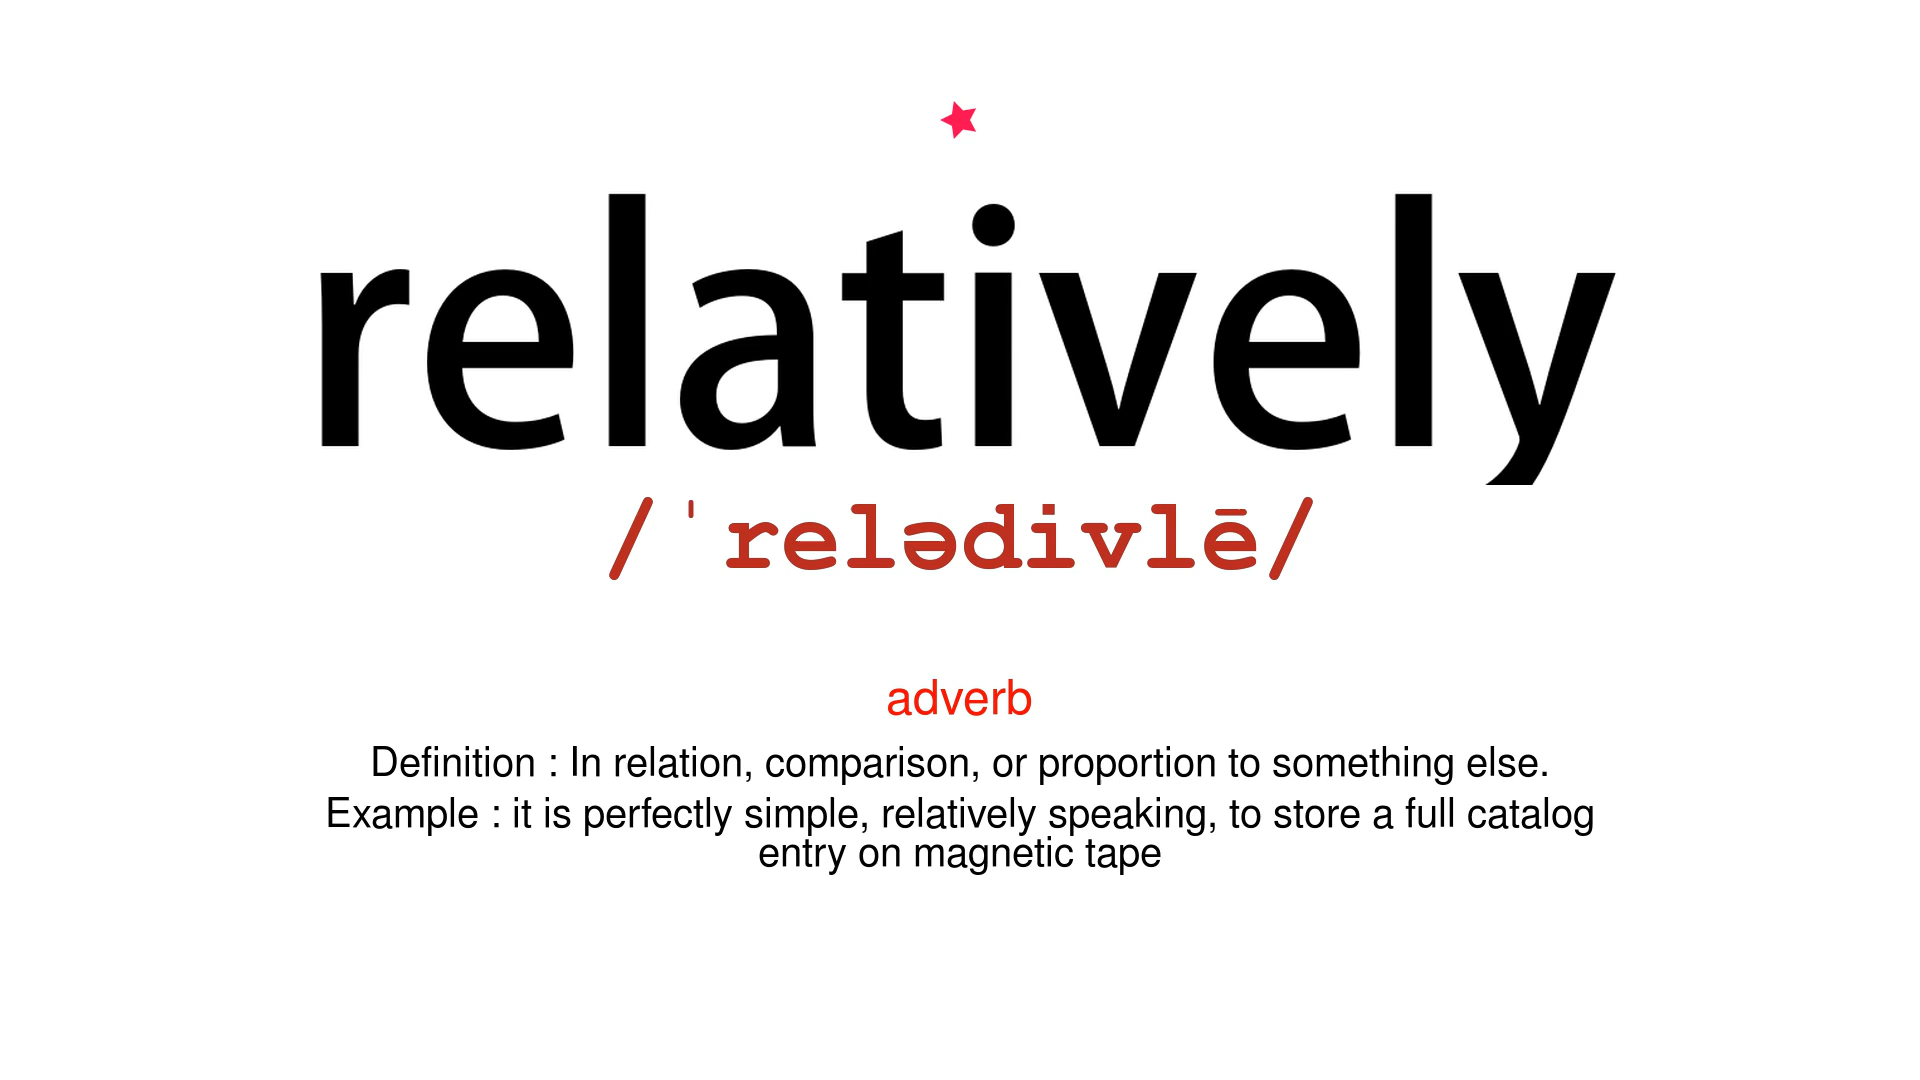 relatively
/ˈrelədivlē/
adverb
Definition : In relation, comparison, or proportion to something else.
Example : it is perfectly simple, relatively speaking, to store a full catalog
entry on magnetic tape